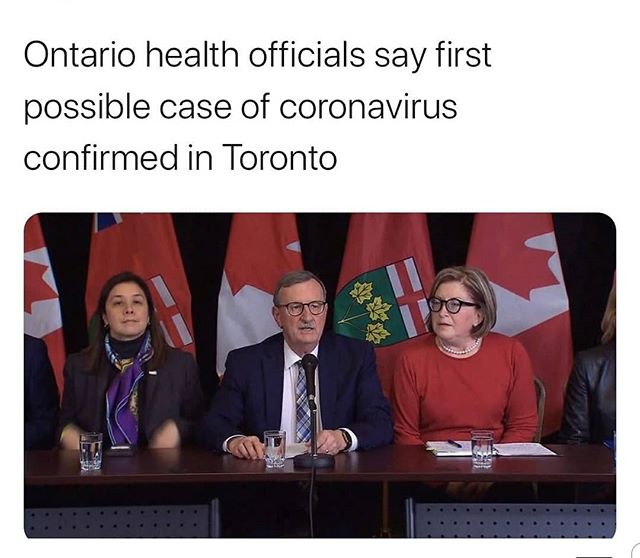 Ontario health officials say first
possible case of coronavirus
confirmed in Toronto